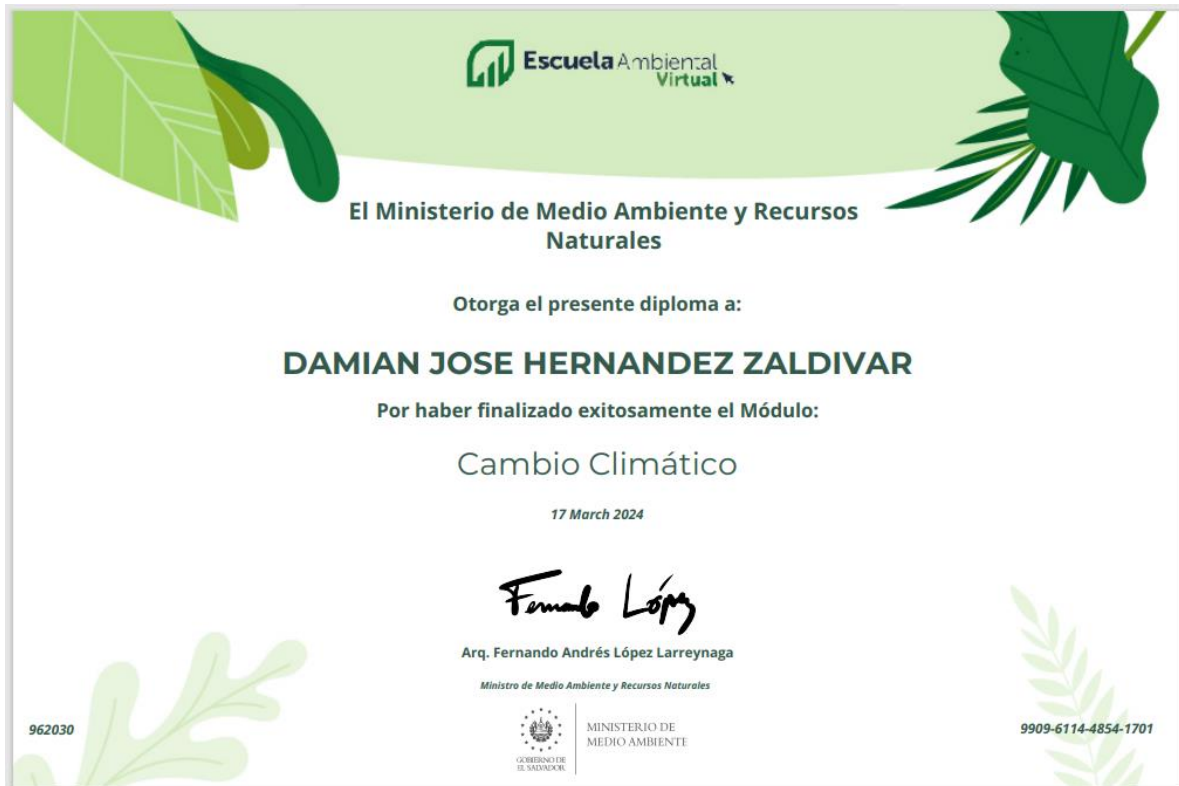 Escuela Ambiental
Virtual
El Ministerio de Medio Ambiente y Recursos
Naturales
Otorga el presente diploma a:
DAMIAN JOSE HERNANDEZ ZALDIVAR
Por haber finalizado exitosamente el Módulo:
Cambio Climático
17 March 2024
Fernando López
Arq. Fernando Andrés López Larreynaga
Ministro de Medio Ambiente y Recursos Naturales
962030
GOBIERNO DE
EL SALVADOR
MINISTERIO DE
MEDIO AMBIENTE
9909-6114-4854-1701